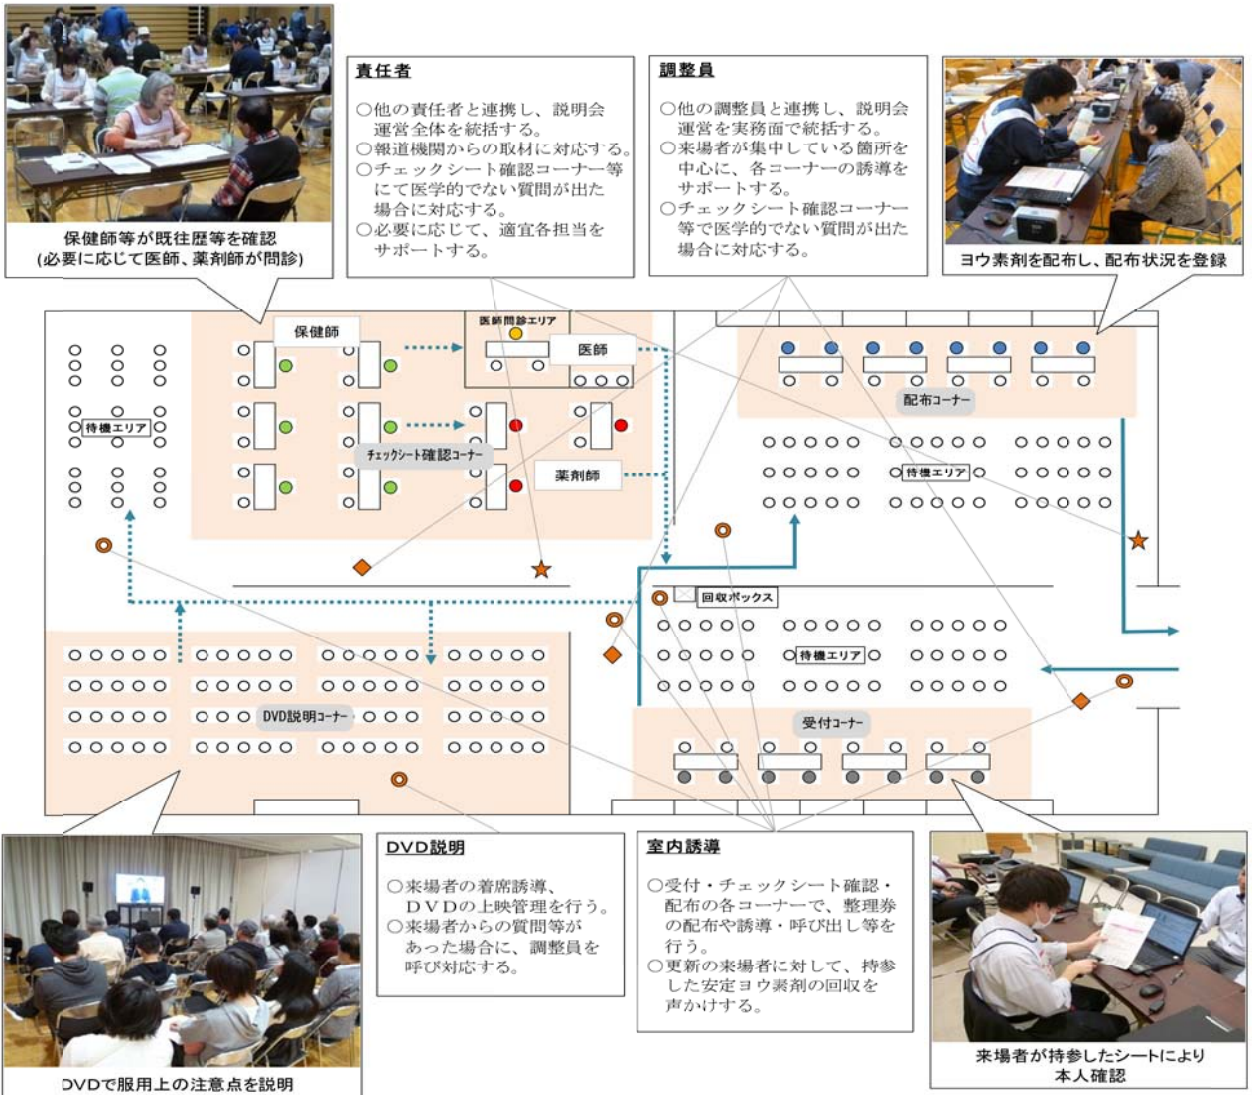 責任者
○他の責任者と連携し、説明会
運営全体を統括する。
○報道機関からの取材に対応する。
○チェックシート確認コーナー等
にて医学的でない質問が出た
場合に対応する。
○必要に応じて、適宜各担当を
サポートする。
調整員
○他の調整員と連携し、説明会
運営を実務面で統括する。
○来場者が集中している箇所を
中心に、各コーナーの誘導を
サポートする。
○チェックシート確認コーナー
等で医学的でない質問が出た
場合に対応する。
保健師等が既往歴等を確認
(必要に応じて医師、薬剤師が問診)
ヨウ素剤を配布し、配布状況を登録
保健師
医師問診エリア
医師
待機エリア
チェックシート確認コーナー
薬剤師
配布コーナー
待機エリア
回収ボックス
待機エリア
DVD説明コーナー
受付コーナー
DVD説明
○来場者の着席誘導、
ＤＶＤの上映管理を行う。
○来場者からの質問等が
あった場合に、調整員を
呼び対応する。
室内誘導
○受付・チェックシート確認・
配布の各コーナーで、整理券
の配布や誘導・呼び出し等を
行う。
○更新の来場者に対して、持参
した安定ヨウ素剤の回収を
声かけする。
DVDで服用上の注意点を説明
来場者が持参したシートにより
本人確認